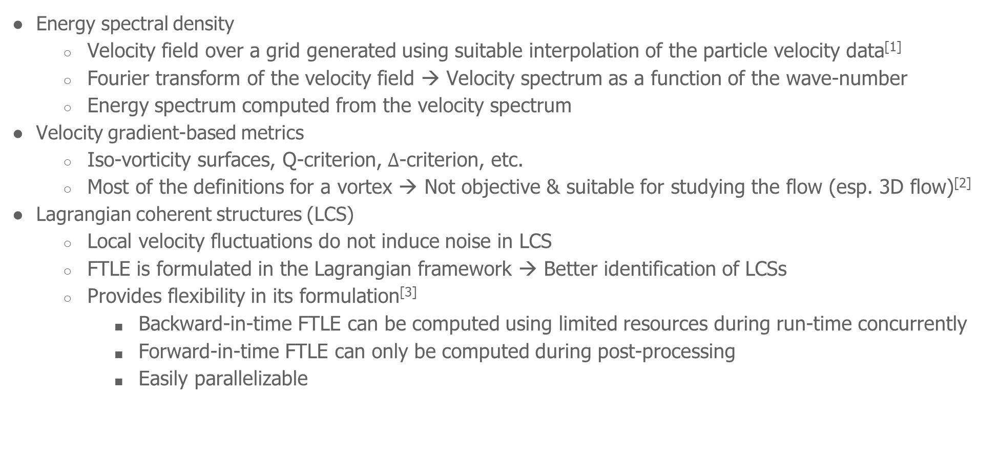 ● Energy spectral density
○ Velocity field over a grid generated using suitable interpolation of the particle velocity data[1]
○ Fourier transform of the velocity field → Velocity spectrum as a function of the wave-number
○ Energy spectrum computed from the velocity spectrum
● Velocity gradient-based metrics
○ Iso-vorticity surfaces, Q-criterion, Δ-criterion, etc.
○ Most of the definitions for a vortex → Not objective & suitable for studying the flow (esp. 3D flow)[2]
● Lagrangian coherent structures (LCS)
○ Local velocity fluctuations do not induce noise in LCS
○ FTLE is formulated in the Lagrangian framework → Better identification of LCSs
○ Provides flexibility in its formulation[3]
■ Backward-in-time FTLE can be computed using limited resources during run-time concurrently
■ Forward-in-time FTLE can only be computed during post-processing
■ Easily parallelizable